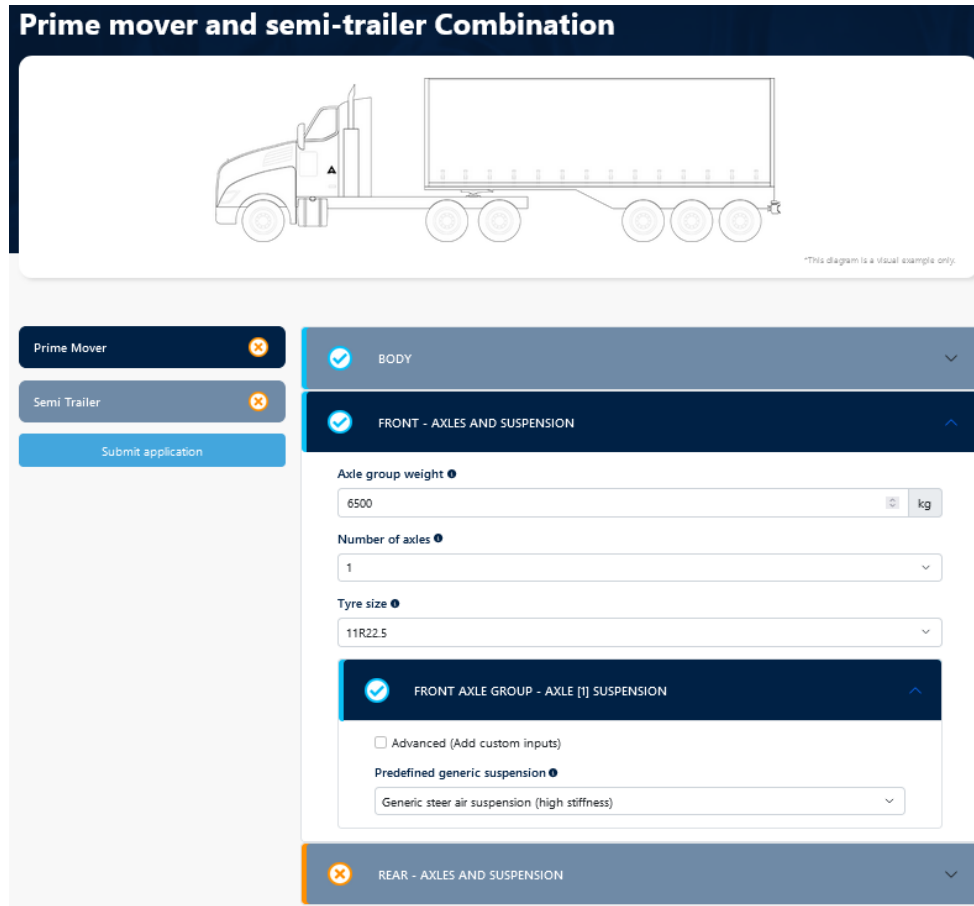 Prime mover and semi-trailer Combination
*This diagram is a visual example only.
Prime Mover
Semi Trailer
Submit application
BODY
FRONT - AXLES AND SUSPENSION
Axle group weight
6500
kg
Number of axles
1
Tyre size
11R22.5
FRONT AXLE GROUP - AXLE [1] SUSPENSION
Advanced (Add custom inputs)
Predefined generic suspension
Generic steer air suspension (high stiffness)
REAR - AXLES AND SUSPENSION